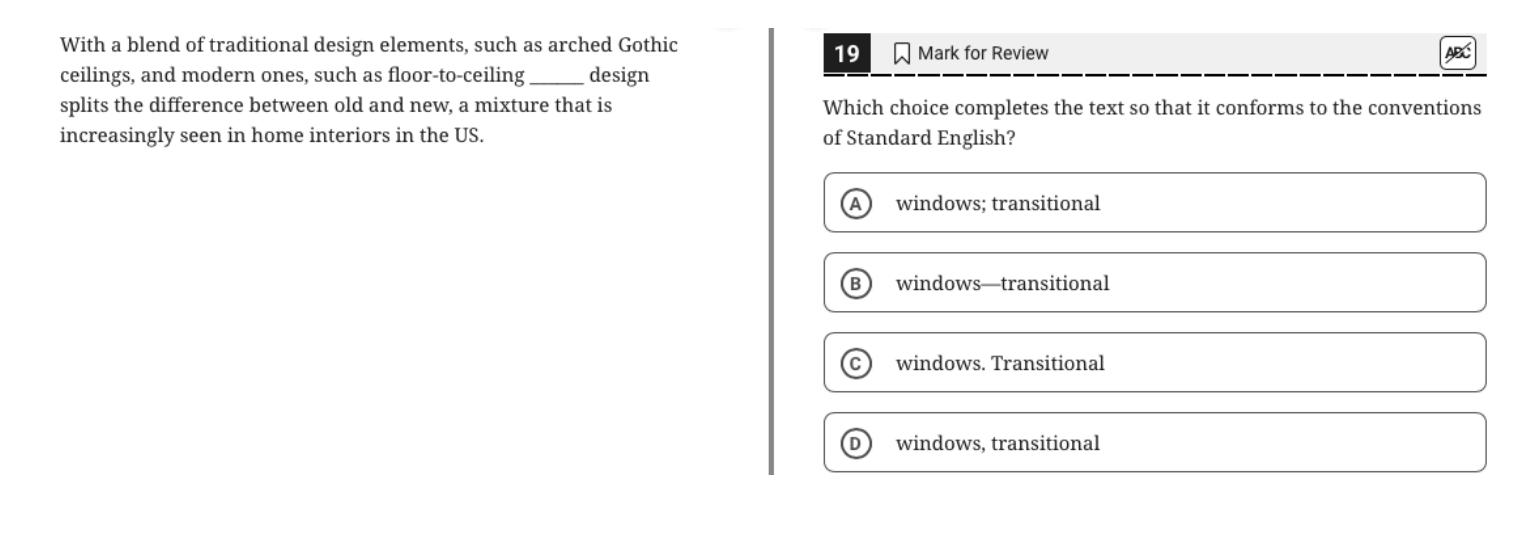 With a blend of traditional design elements, such as arched Gothic
ceilings, and modern ones, such as floor-to-ceiling ______ design
splits the difference between old and new, a mixture that is
increasingly seen in home interiors in the US.
19 Mark for Review ABC
Which choice completes the text so that it conforms to the conventions
of Standard English?
A windows; transitional
B windows—transitional
C windows. Transitional
D windows, transitional